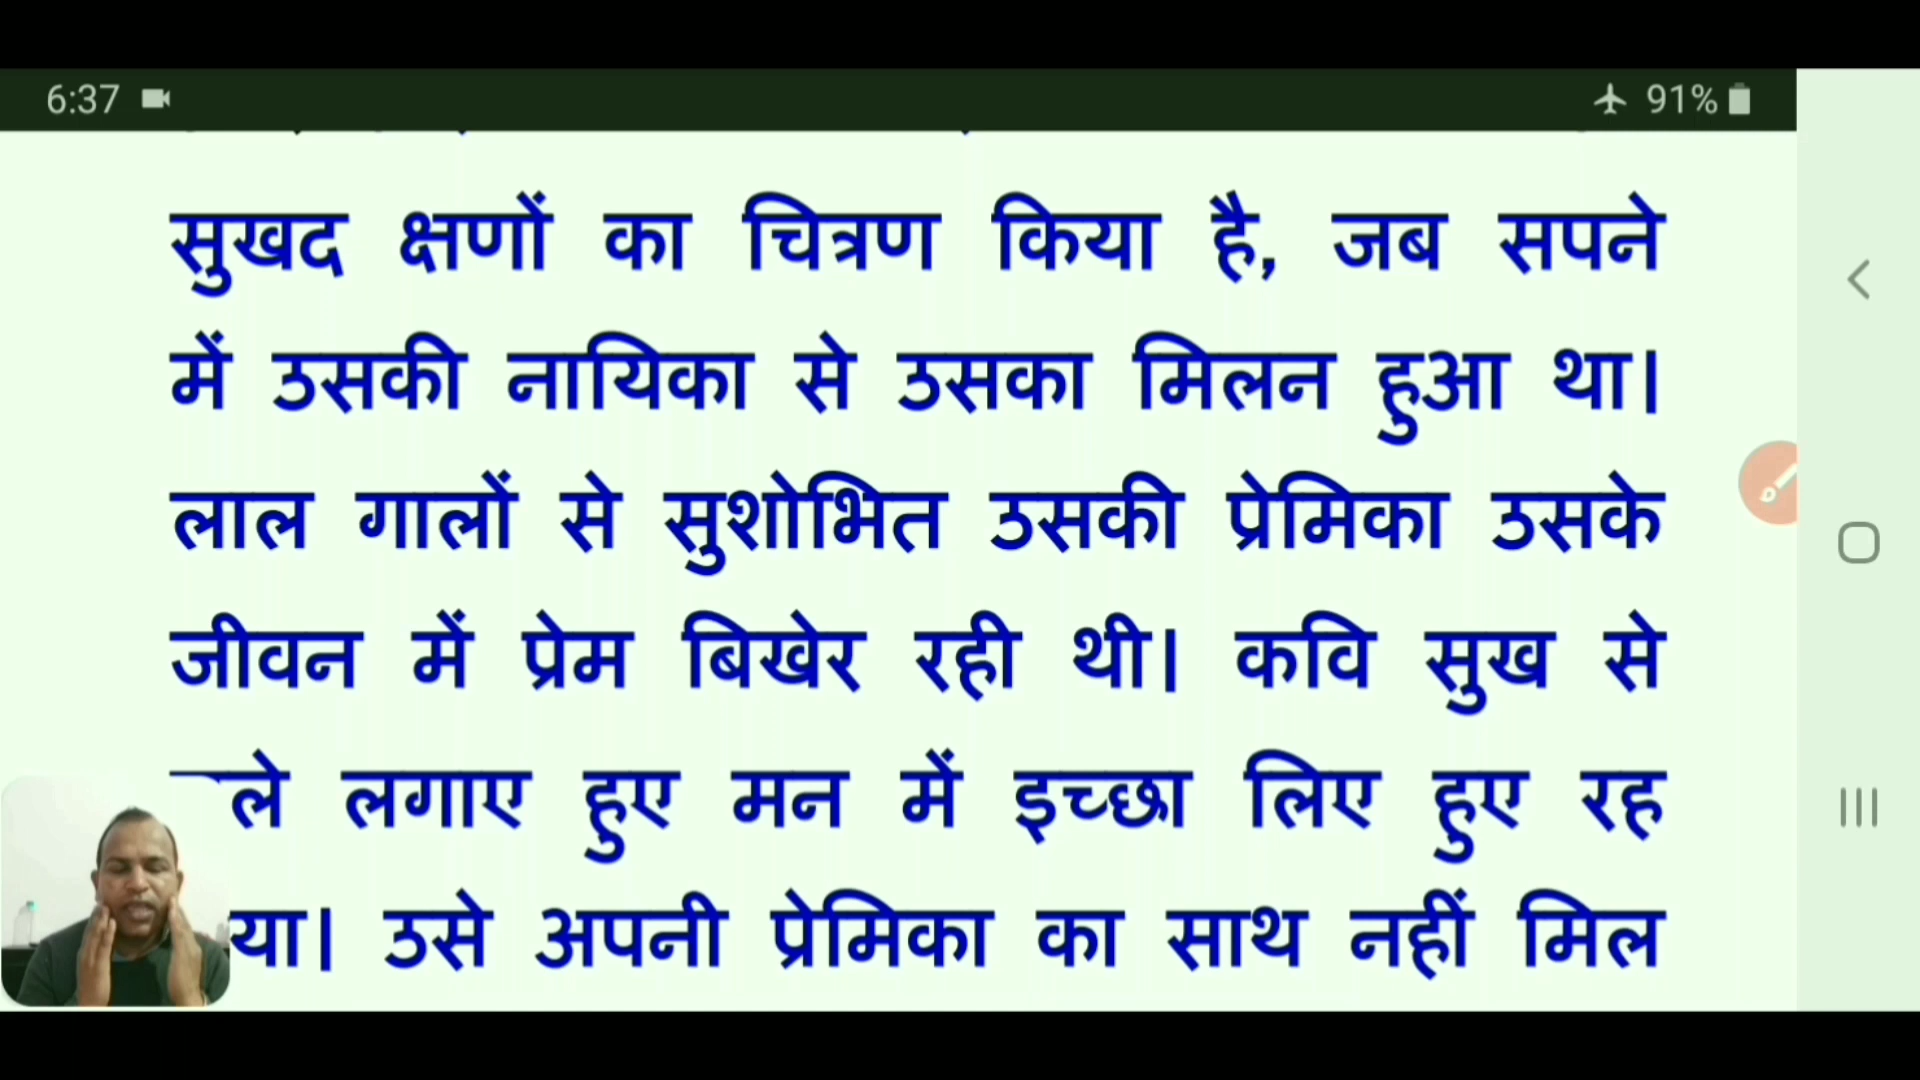 6:37
91%
सुखद क्षणों का चित्रण किया है, जब सपने
में उसकी नायिका से उसका मिलन हुआ था।
लाल गालों से सुशोभित उसकी प्रेमिका उसके
जीवन में प्रेम बिखेर रही थी। कवि सुख से
लगाए हुए मन में इच्छा लिए हुए रह
उसे अपनी प्रेमिका का साथ नहीं मिल